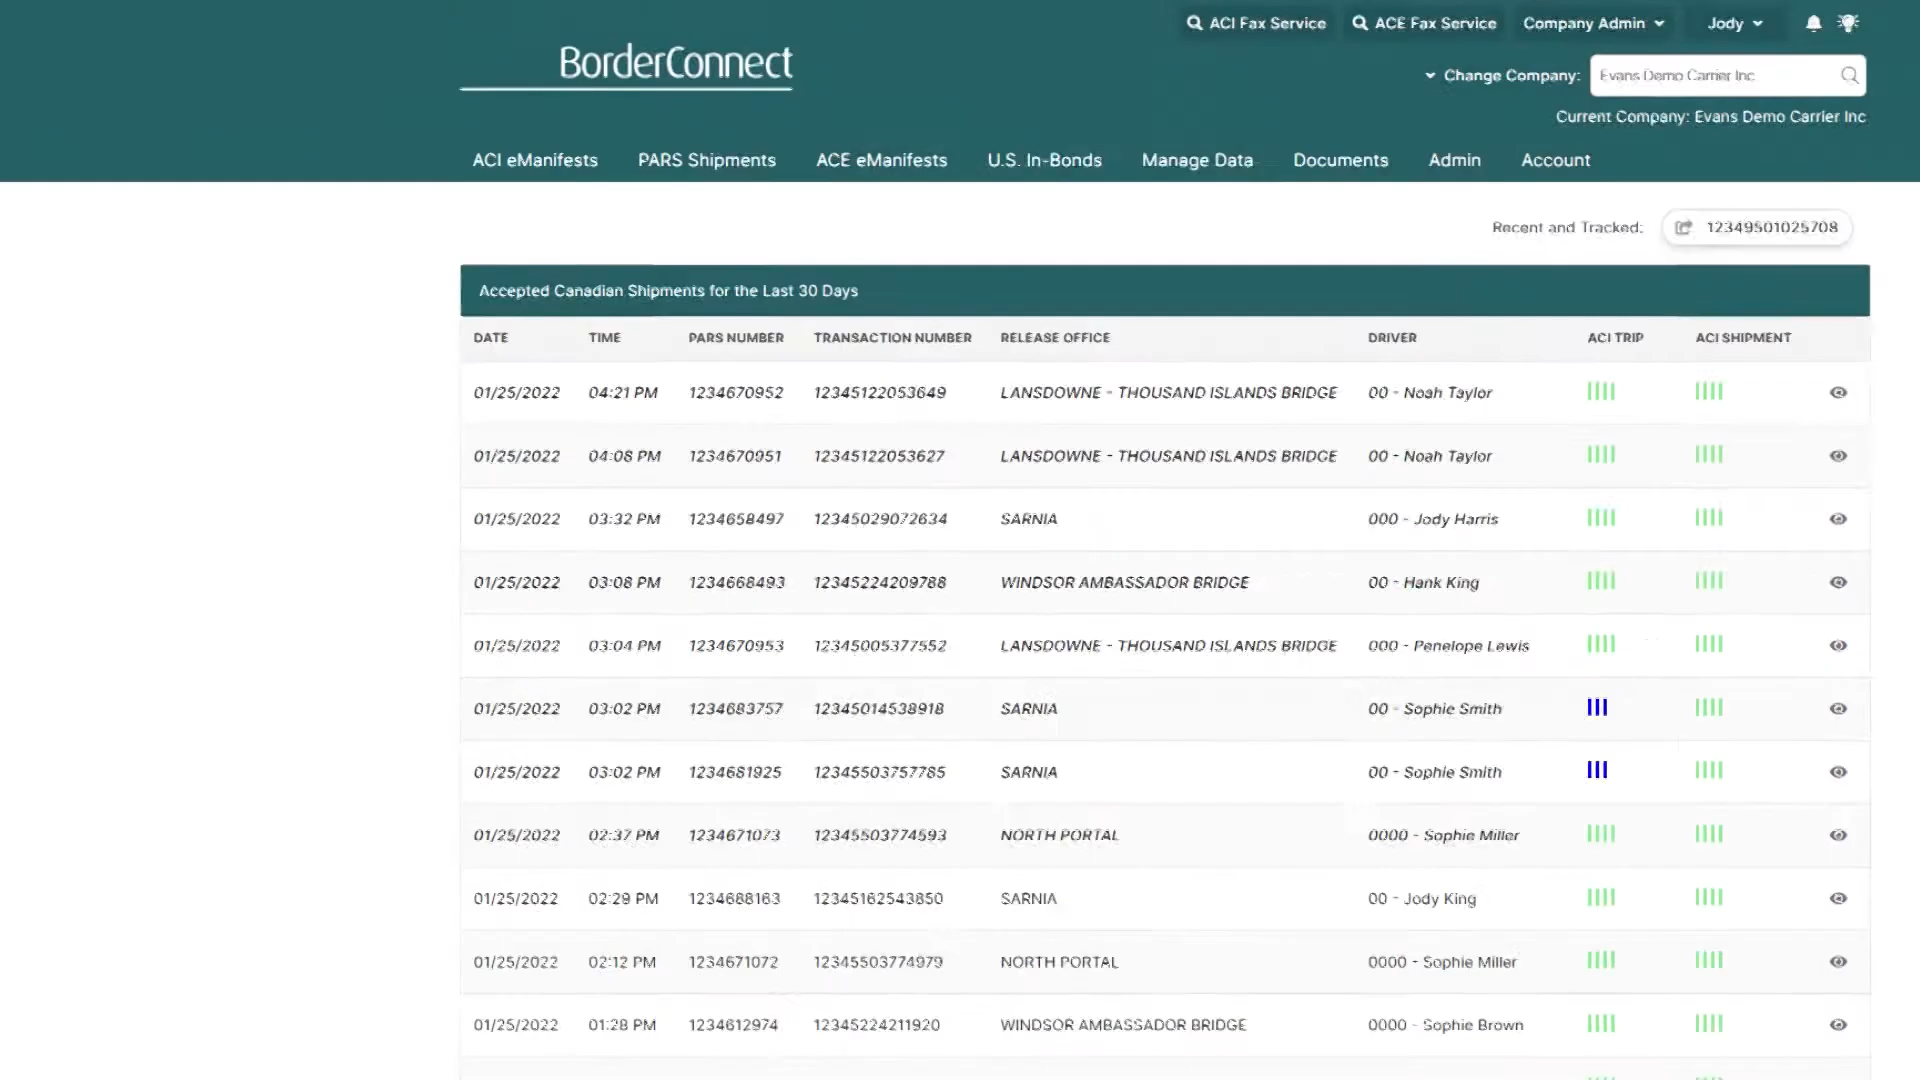 ACI Fax Service ACE Fax Service Company Admin Jody
BorderConnect
Change Company: Evans Demo Carrier Inc
Current Company: Evans Demo Carrier Inc
ACI eManifests PARS Shipments ACE eManifests U.S. In-Bonds Manage Data Documents Admin Account
Recent and Tracked: 12349501025708
Accepted Canadian Shipments for the Last 30 Days
DATE TIME PARS NUMBER TRANSACTION NUMBER RELEASE OFFICE DRIVER ACI TRIP ACI SHIPMENT
01/25/2022 04:21 PM 1234670952 12345122053649 LANSDOWNE - THOUSAND ISLANDS BRIDGE 00 - Noah Taylor
01/25/2022 04:08 PM 1234670951 12345122053627 LANSDOWNE - THOUSAND ISLANDS BRIDGE 00 - Noah Taylor
01/25/2022 03:32 PM 1234658497 12345029072634 SARNIA 000 - Jody Harris
01/25/2022 03:08 PM 1234668493 12345224209788 WINDSOR AMBASSADOR BRIDGE 00 - Hank King
01/25/2022 03:04 PM 1234670953 12345005377552 LANSDOWNE - THOUSAND ISLANDS BRIDGE 000 - Penelope Lewis
01/25/2022 03:02 PM 1234683757 12345014538918 SARNIA 00 - Sophie Smith
01/25/2022 03:02 PM 1234681925 12345503757785 SARNIA 00 - Sophie Smith
01/25/2022 02:37 PM 1234671073 12345503774593 NORTH PORTAL 0000 - Sophie Miller
01/25/2022 02:29 PM 1234688163 12345162543850 SARNIA 00 - Jody King
01/25/2022 02:12 PM 1234671072 12345503774979 NORTH PORTAL 0000 - Sophie Miller
01/25/2022 01:28 PM 1234612974 12345224211920 WINDSOR AMBASSADOR BRIDGE 0000 - Sophie Brown